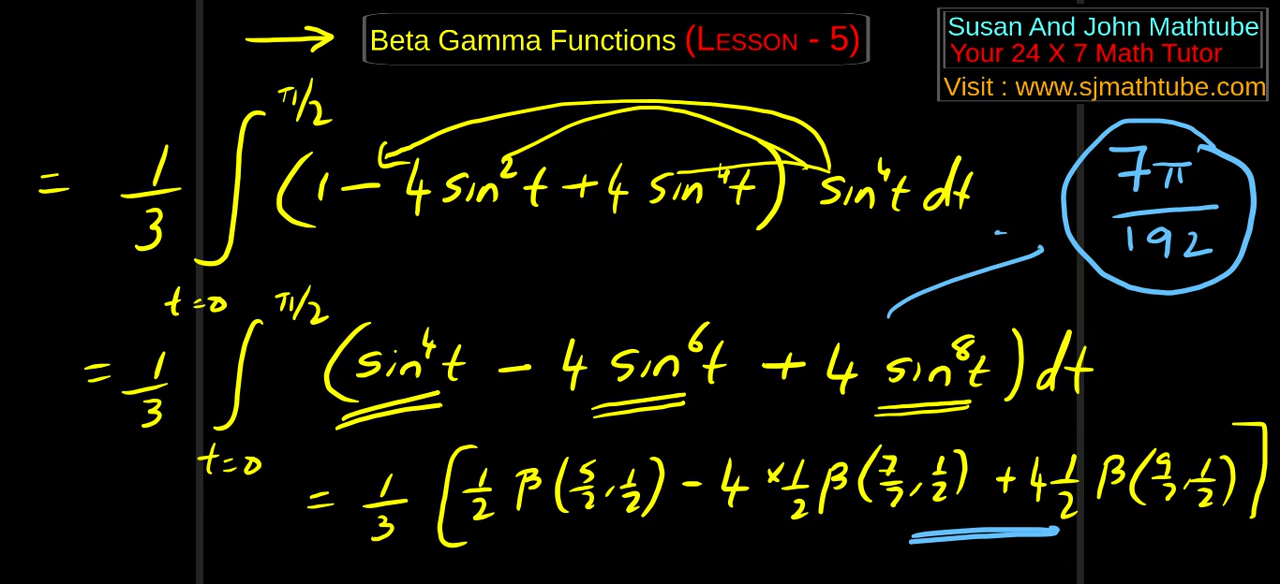 Beta Gamma Functions (LESSON - 5)
Susan And John Mathtube
Your 24 X 7 Math Tutor
Visit : www.sjmathtube.com
= 1/3 ∫_{t=0}^{π/2} (1 - 4 sin²t + 4 sin⁴t) sin⁴t dt
7π/192
= 1/3 ∫_{t=0}^{π/2} (sin⁴t - 4 sin⁶t + 4 sin⁸t) dt
= 1/3 [1/2 β(5/2, 1/2) - 4 × 1/2 β(7/2, 1/2) + 4 1/2 β(9/2, 1/2)]